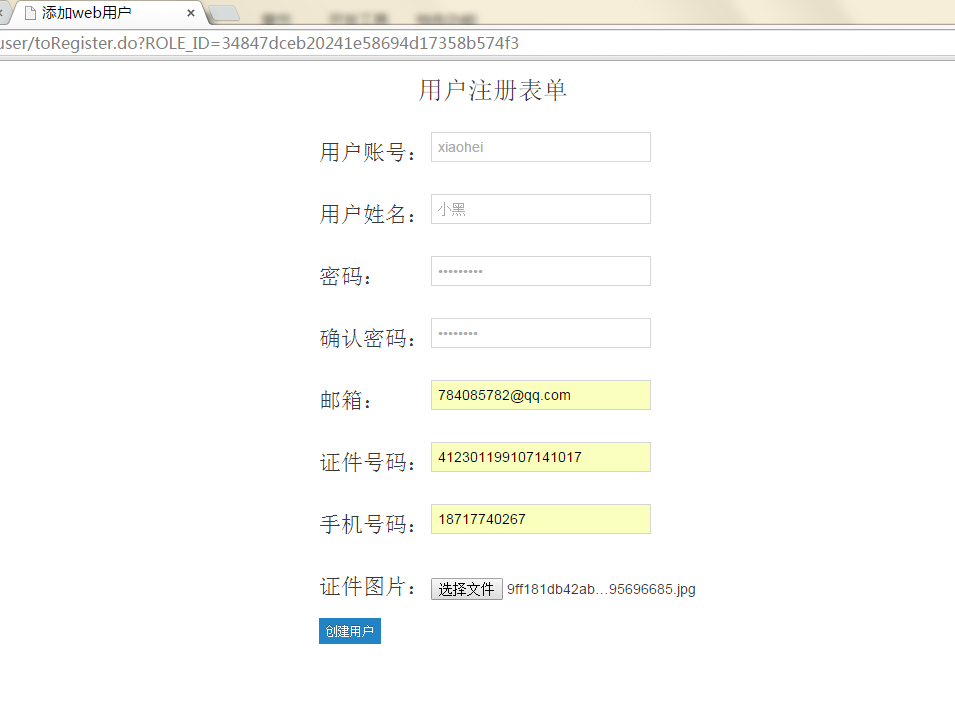 添加web用户
user/toRegister.do?ROLE_ID=34847dceb20241e58694d17358b574f3
用户注册表单
用户账号： xiaohei
用户姓名： 小黑
密码： •••••••••
确认密码： ••••••••
邮箱： 784085782@qq.com
证件号码： 412301199107141017
手机号码： 18717740267
证件图片： 选择文件 9ff181db42ab...95696685.jpg
创建用户